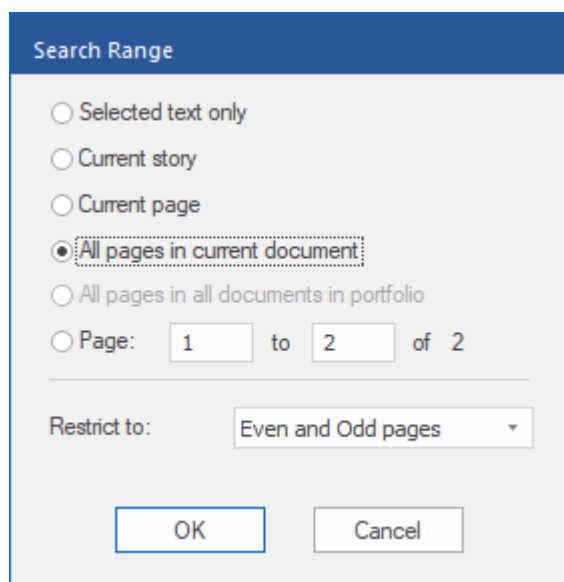 Search Range
Selected text only
Current story
Current page
All pages in current document
All pages in all documents in portfolio
Page: 1 to 2 of 2
Restrict to: Even and Odd pages
OK Cancel